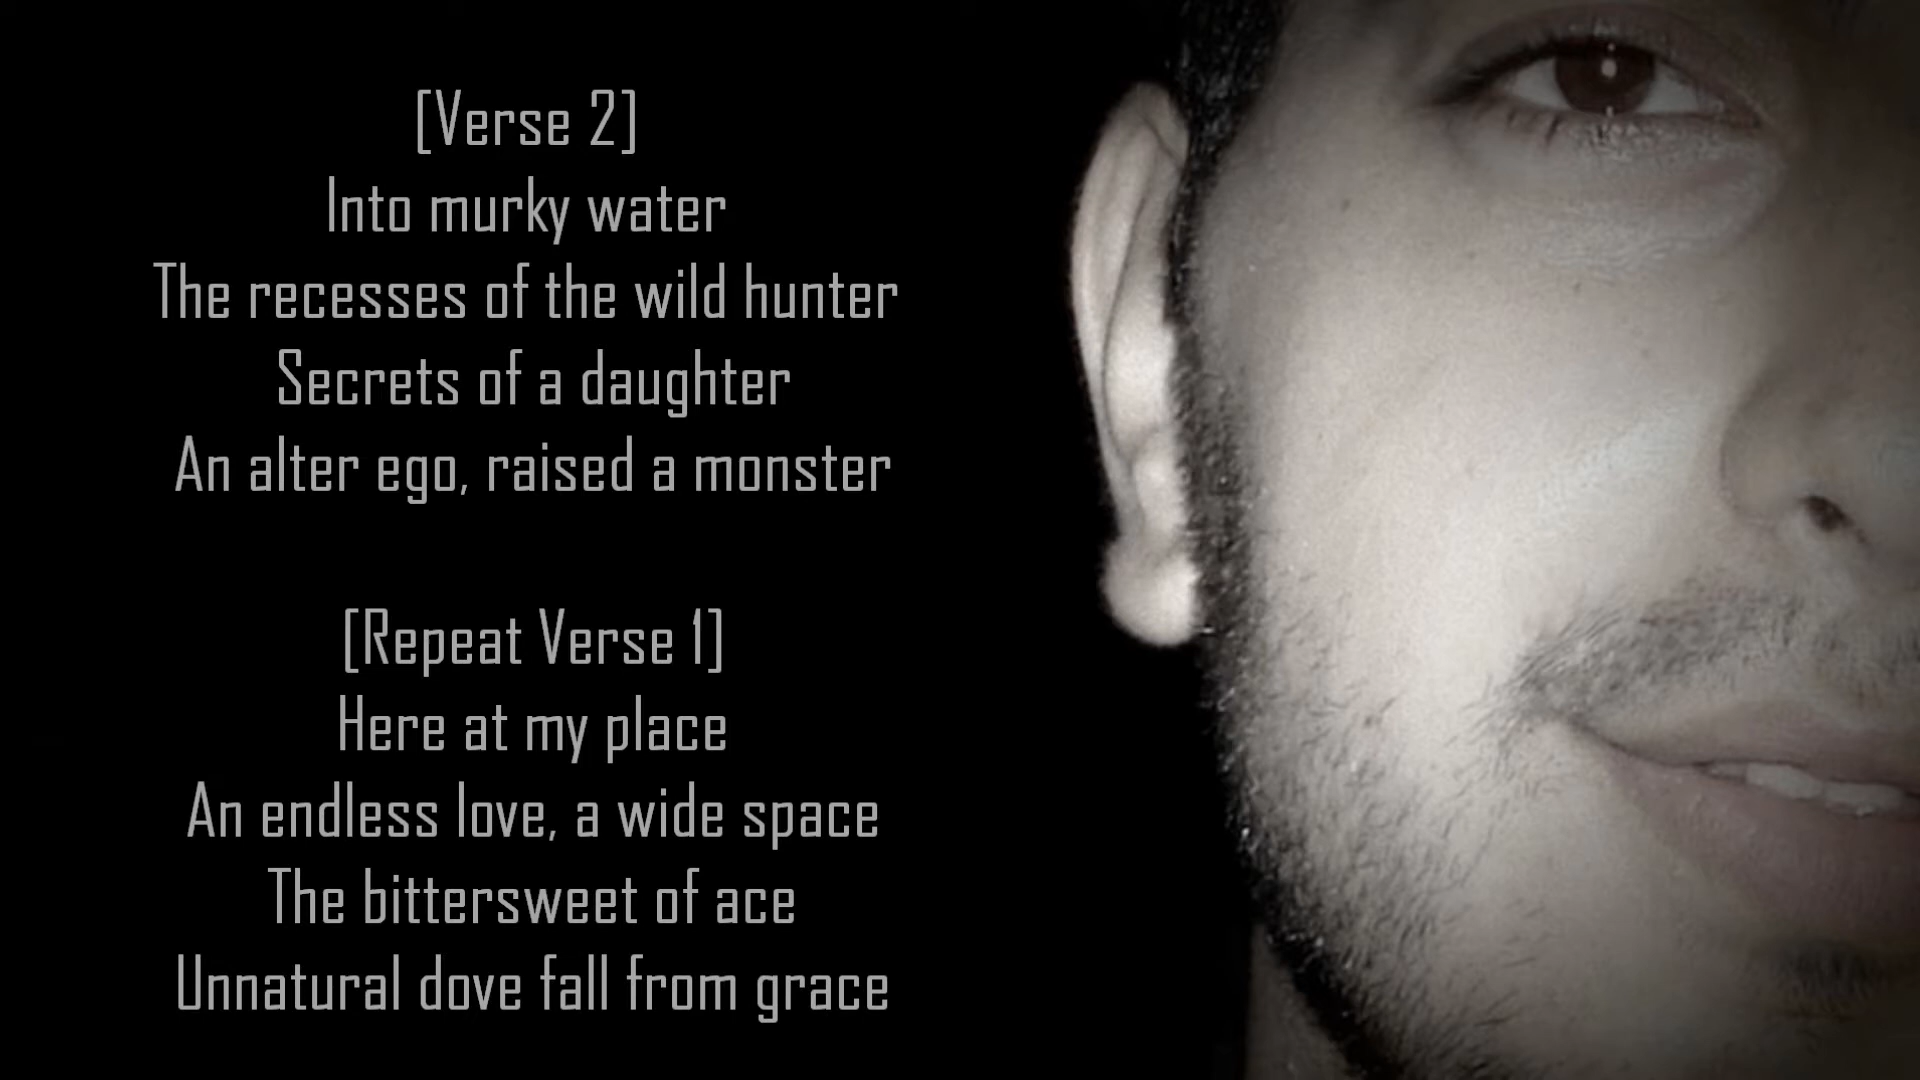 [Verse 2]
Into murky water
The recesses of the wild hunter
Secrets of a daughter
An alter ego, raised a monster
[Repeat Verse 1]
Here at my place
An endless love, a wide space
The bittersweet of ace
Unnatural dove fall from grace